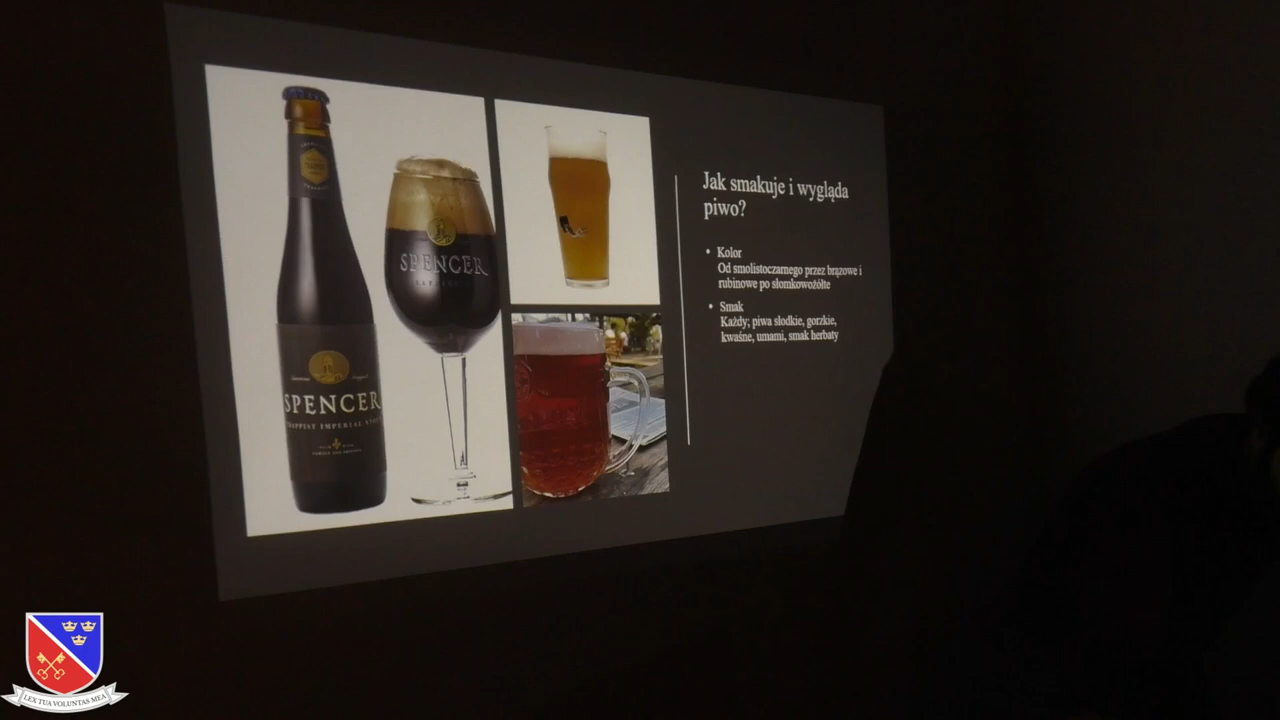 SPENCER
TRAPPIST IMPERIAL STOUT
SPENCER
Jak smakuje i wygląda
piwo?
• Kolor
Od smolistoczarnego przez brązowe i
rubinowe po słomkowożółte
• Smak
Każdy; piwa słodkie, gorzkie,
kwaśne, umami, smak herbaty
LEX TUA VOLUNTAS MEA